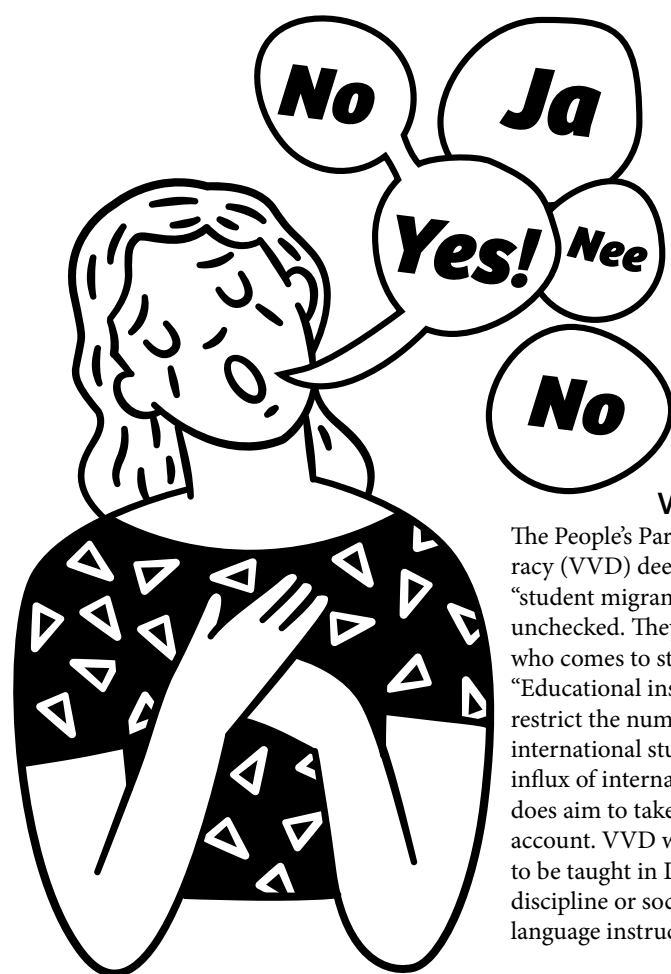 No
Ja
Yes!
Nee
No
V
The People’s Par
racy (VVD) dee
“student migran
unchecked. They
who comes to st
“Educational ins
restrict the num
international stu
influx of interna
does aim to take
account. VVD w
to be taught in
discipline or soc
language instruc